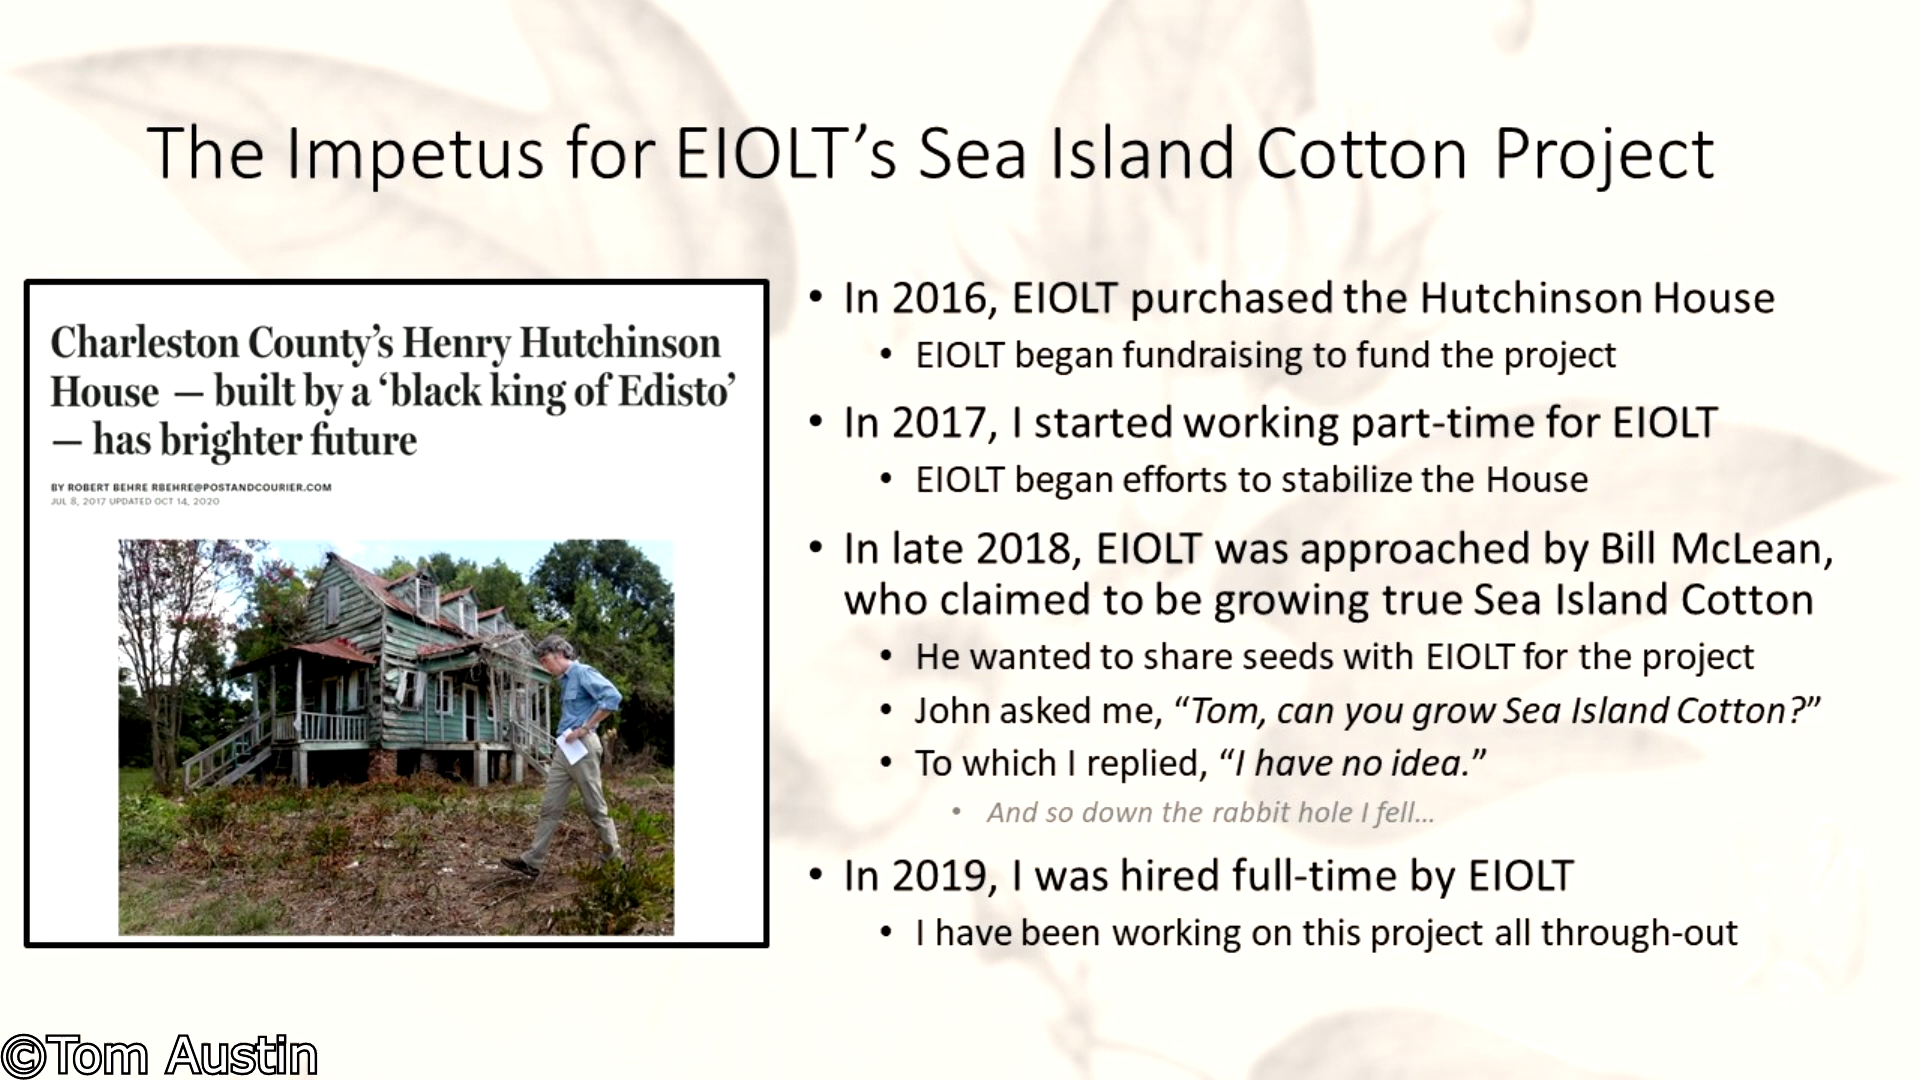 The Impetus for EIOLT’s Sea Island Cotton Project
Charleston County’s Henry Hutchinson
House — built by a ‘black king of Edisto’
— has brighter future
BY ROBERT BEHRE RBEHRE@POSTANDCOURIER.COM
JUL 8, 2017 UPDATED OCT 14, 2020
• In 2016, EIOLT purchased the Hutchinson House
• EIOLT began fundraising to fund the project
• In 2017, I started working part-time for EIOLT
• EIOLT began efforts to stabilize the House
• In late 2018, EIOLT was approached by Bill McLean,
who claimed to be growing true Sea Island Cotton
• He wanted to share seeds with EIOLT for the project
• John asked me, “Tom, can you grow Sea Island Cotton?”
• To which I replied, “I have no idea.”
• And so down the rabbit hole I fell…
• In 2019, I was hired full-time by EIOLT
• I have been working on this project all through-out
©Tom Austin